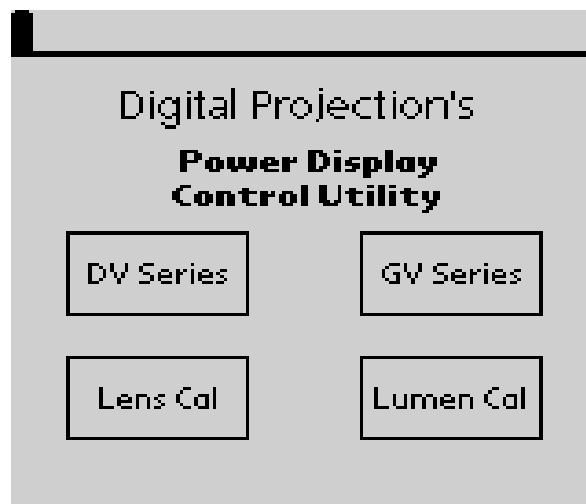 Digital Projection's
Power Display
Control Utility
DV Series
GV Series
Lens Cal
Lumen Cal